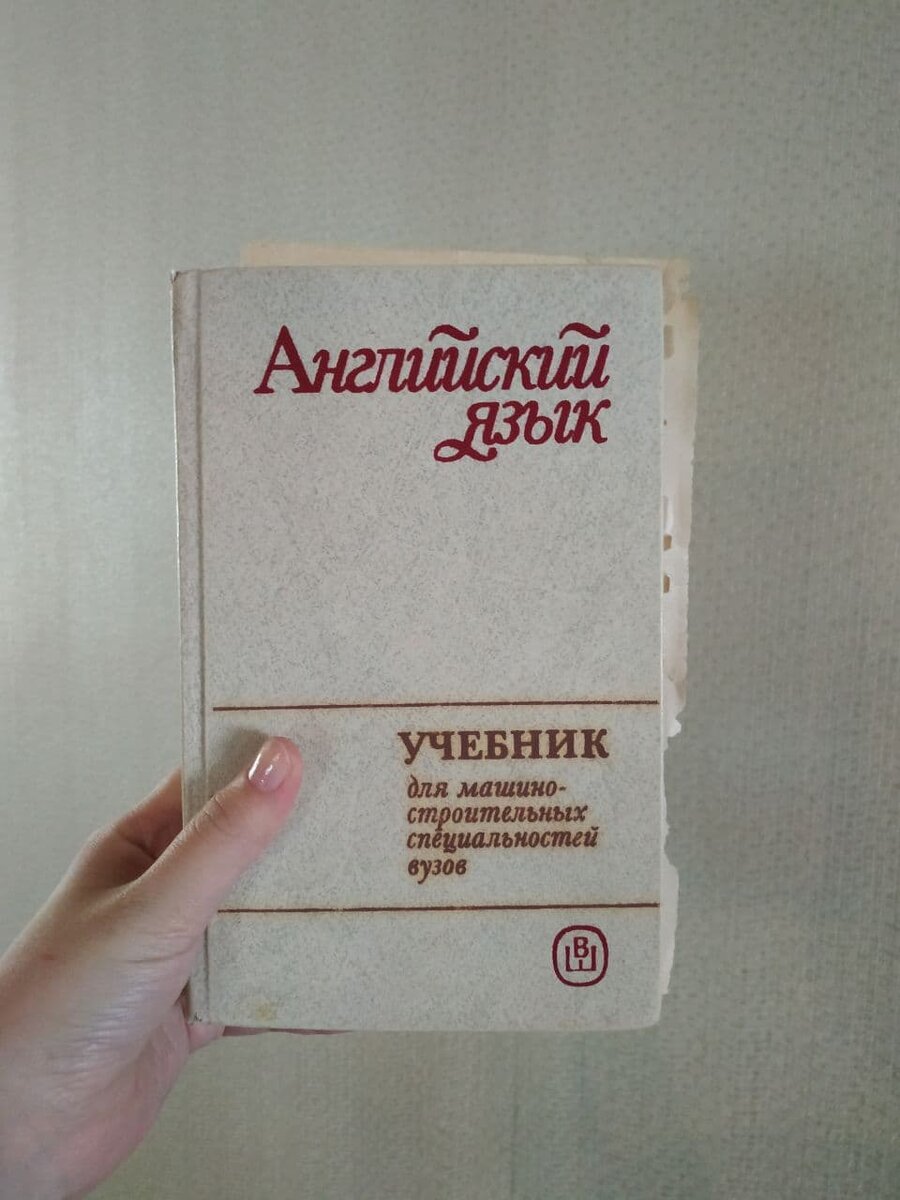 Английский
язык
УЧЕБНИК
для машино-
строительных
специальностей
вузов
ВШ